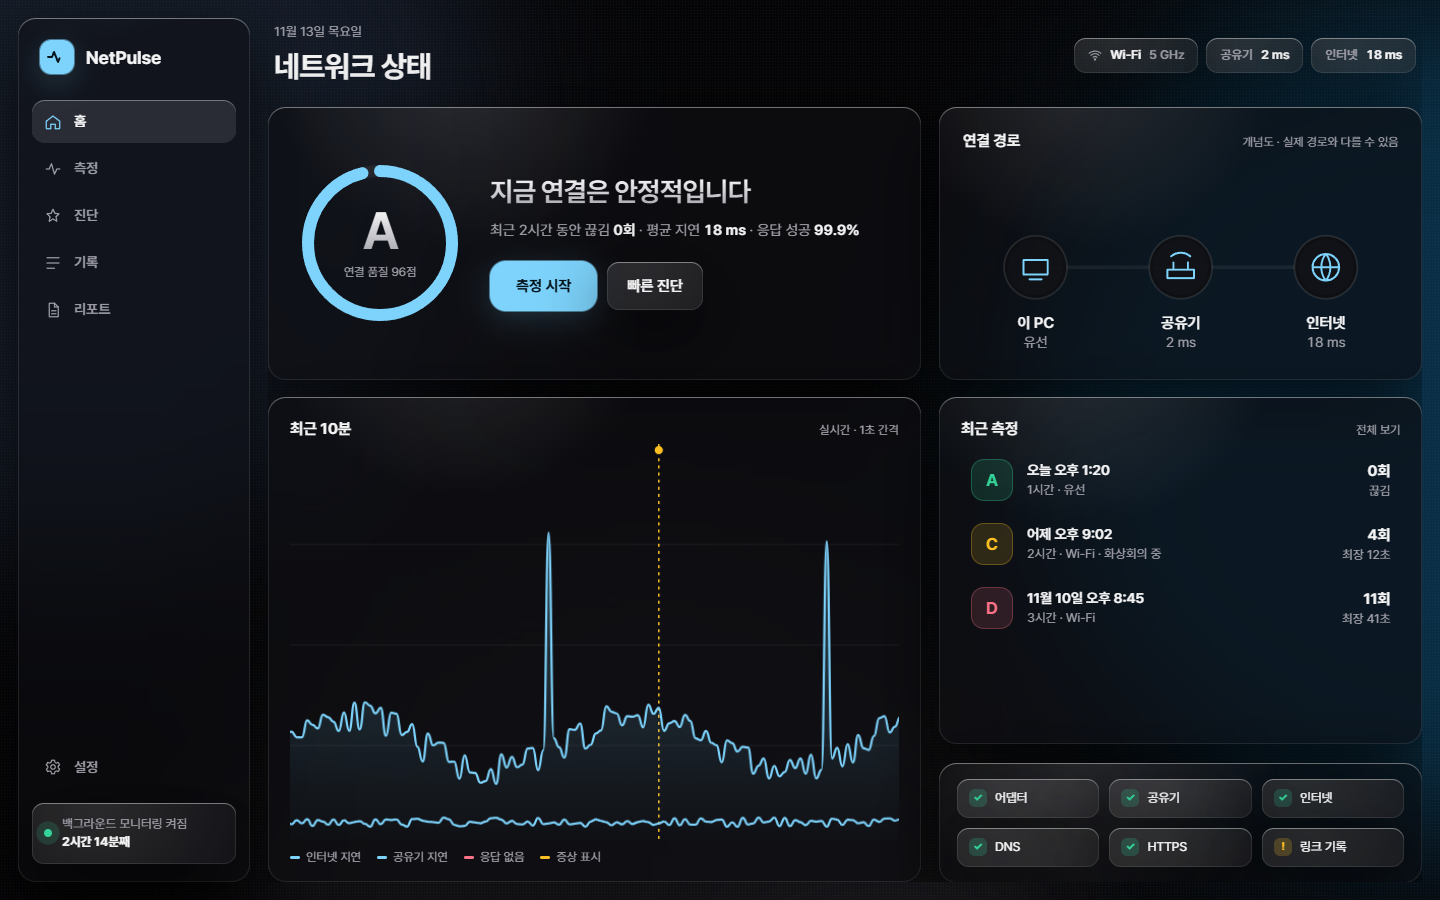 NetPulse
홈
측정
진단
기록
리포트
설정
백그라운드 모니터링 켜짐
2시간 14분째
11월 13일 목요일
네트워크 상태
Wi-Fi 5 GHz
공유기 2 ms
인터넷 18 ms
A
연결 품질 96점
지금 연결은 안정적입니다
최근 2시간 동안 끊김 0회 · 평균 지연 18 ms · 응답 성공 99.9%
측정 시작
빠른 진단
연결 경로
개념도 · 실제 경로와 다를 수 있음
이 PC
유선
공유기
2 ms
인터넷
18 ms
최근 10분
실시간 · 1초 간격
인터넷 지연
공유기 지연
응답 없음
증상 표시
최근 측정
전체 보기
A
오늘 오후 1:20
1시간 · 유선
0회
끊김
C
어제 오후 9:02
2시간 · Wi-Fi · 화상회의 중
4회
최장 12초
D
11월 10일 오후 8:45
3시간 · Wi-Fi
11회
최장 41초
어댑터
공유기
인터넷
DNS
HTTPS
! 링크 기록